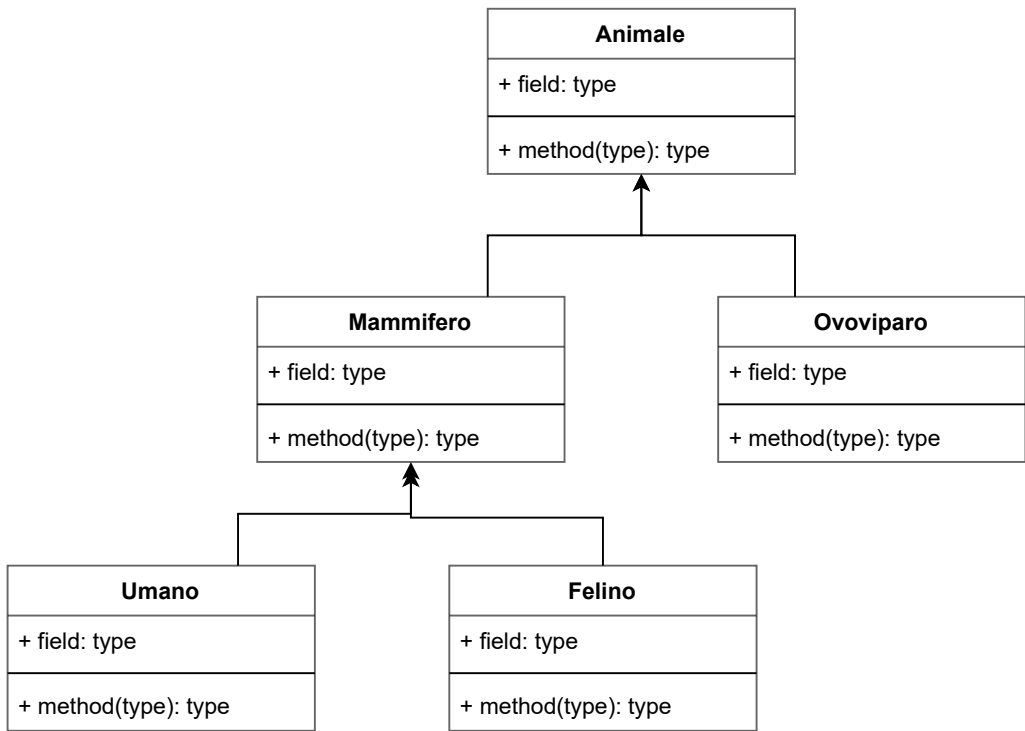 Animale
+ field: type
+ method(type): type
Mammifero
+ field: type
+ method(type): type
Ovoviparo
+ field: type
+ method(type): type
Umano
+ field: type
+ method(type): type
Felino
+ field: type
+ method(type): type